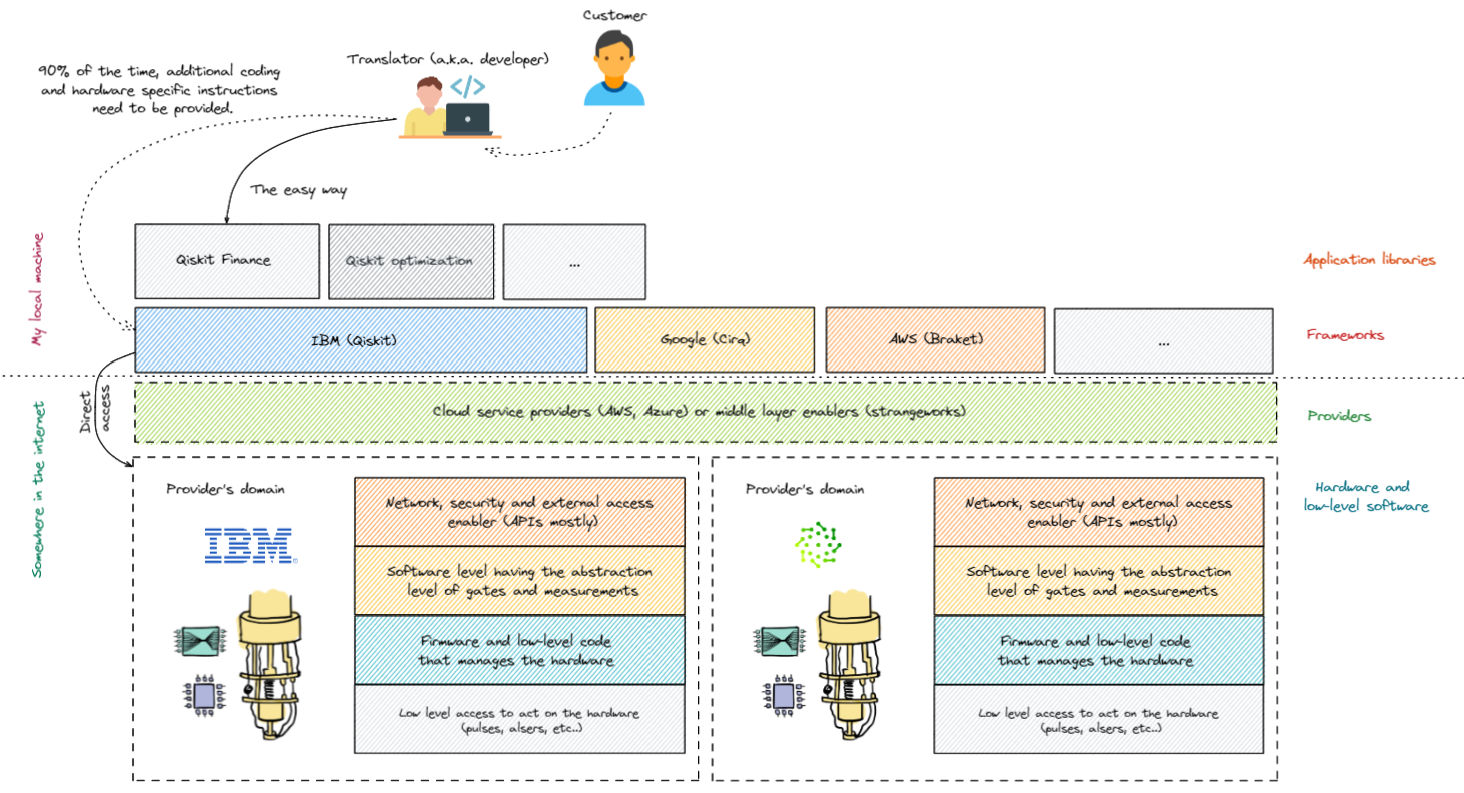 Customer
Translator (a.k.a. developer)
</>
90% of the time, additional coding
and hardware specific instructions
need to be provided.
The easy way
My local machine
Qiskit Finance
Qiskit optimization
...
Application libraries
IBM (Qiskit)
Google (Cirq)
AWS (Braket)
...
Frameworks
Direct
access
Somewhere in the internet
Cloud service providers (AWS, Azure) or middle layer enablers (strangeworks)
Providers
Provider's domain
IBM®
Network, security and external access
enabler (APIs mostly)
Software level having the abstraction
level of gates and measurements
Firmware and low-level code
that manages the hardware
Low level access to act on the hardware
(pulses, alsers, etc..)
Provider's domain
Network, security and external access
enabler (APIs mostly)
Software level having the abstraction
level of gates and measurements
Firmware and low-level code
that manages the hardware
Low level access to act on the hardware
(pulses, alsers, etc..)
Hardware and
low-level software